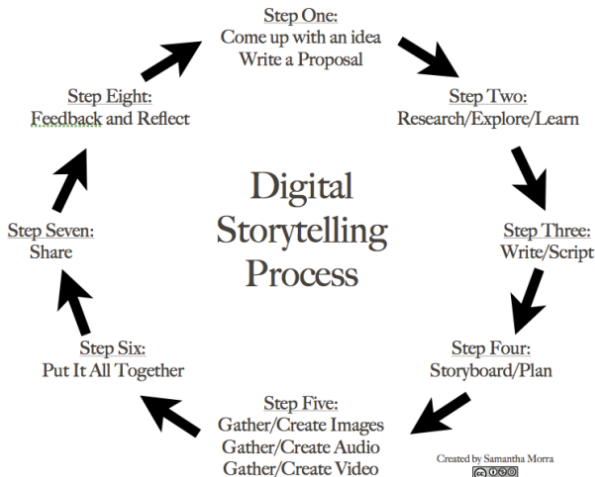 Step One:
Come up with an idea
Write a Proposal
Step Two:
Research/Explore/Learn
Step Three:
Write/Script
Step Four:
Storyboard/Plan
Step Five:
Gather/Create Images
Gather/Create Audio
Gather/Create Video
Step Six:
Put It All Together
Step Seven:
Share
Step Eight:
Feedback and Reflect
Digital
Storytelling
Process
Created by Samantha Morra